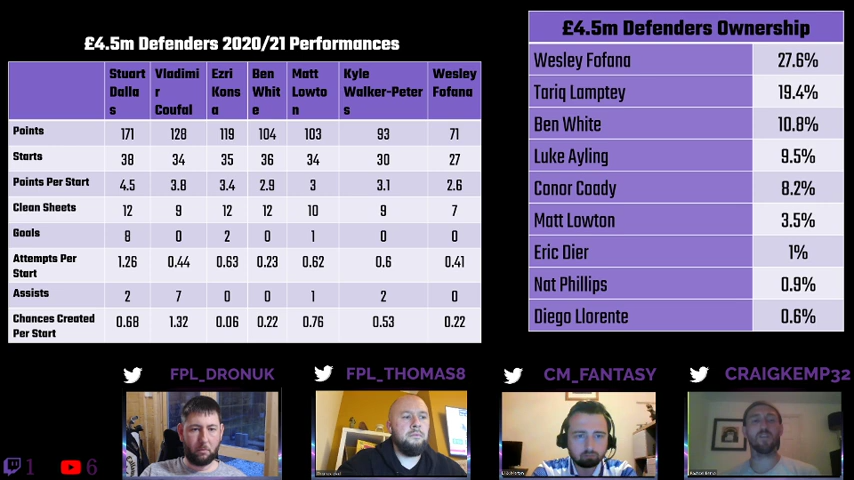 £4.5m Defenders 2020/21 Performances
Stuart Dallas Vladimir Coufal Ezri Konsa Ben White Matt Lowton Kyle Walker-Peters Wesley Fofana
Points 171 128 119 104 103 93 71
Starts 38 34 35 36 34 30 27
Points Per Start 4.5 3.8 3.4 2.9 3 3.1 2.6
Clean Sheets 12 9 12 12 10 9 7
Goals 8 0 2 0 1 0 0
Attempts Per Start 1.26 0.44 0.63 0.23 0.62 0.6 0.41
Assists 2 7 0 0 1 2 0
Chances Created Per Start 0.68 1.32 0.06 0.22 0.76 0.53 0.22
£4.5m Defenders Ownership
Wesley Fofana 27.6%
Tariq Lamptey 19.4%
Ben White 10.8%
Luke Ayling 9.5%
Conor Coady 8.2%
Matt Lowton 3.5%
Eric Dier 1%
Nat Phillips 0.9%
Diego Llorente 0.6%
FPL_DRONUK
FPL_THOMAS8
CM_FANTASY
CRAIGKEMP32
1 6